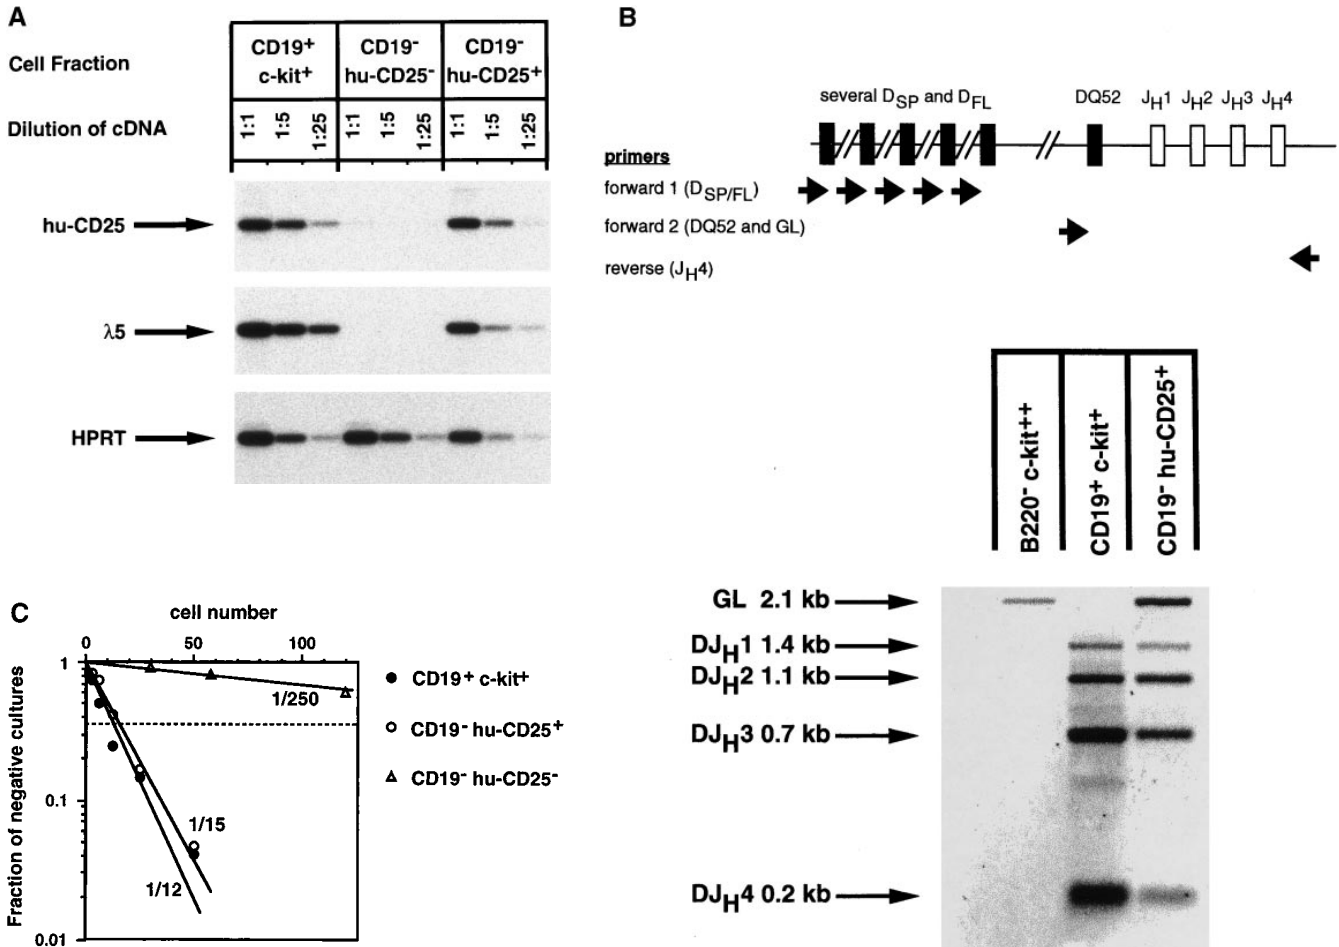 A
Cell Fraction
CD19+ c-kit+
CD19- hu-CD25-
CD19- hu-CD25+
Dilution of cDNA
1:1 1:5 1:25 1:1 1:5 1:25 1:1 1:5 1:25
hu-CD25
λ5
HPRT
B
several DSP and DFL
DQ52 JH1 JH2 JH3 JH4
primers
forward 1 (DSP/FL)
forward 2 (DQ52 and GL)
reverse (JH4)
B220- c-kit++
CD19+ c-kit+
CD19- hu-CD25+
GL 2.1 kb
DJH1 1.4 kb
DJH2 1.1 kb
DJH3 0.7 kb
DJH4 0.2 kb
C
cell number
0 50 100
Fraction of negative cultures
1
0.1
0.01
1/250
1/15
1/12
CD19+ c-kit+
CD19- hu-CD25+
CD19- hu-CD25-